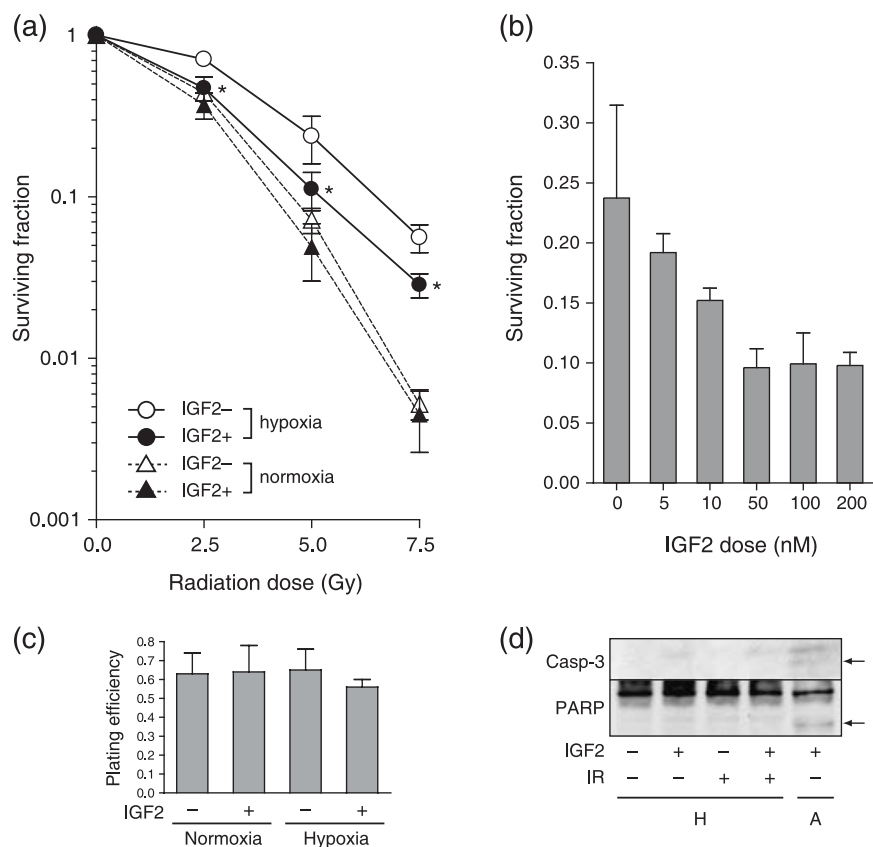 (a)
1
0.1
0.01
0.001
Surviving fraction
*
*
*
IGF2–
IGF2+
hypoxia
IGF2–
IGF2+
normoxia
0.0 2.5 5.0 7.5
Radiation dose (Gy)
(b)
0.35
0.30
0.25
0.20
0.15
0.10
0.05
0.00
Surviving fraction
0 5 10 50 100 200
IGF2 dose (nM)
(c)
0.8
0.7
0.6
0.5
0.4
0.3
0.2
0.1
0.0
Plating efficiency
IGF2 – + – +
Normoxia Hypoxia
(d)
Casp-3
PARP
IGF2 – + – + +
IR – – + + –
H A